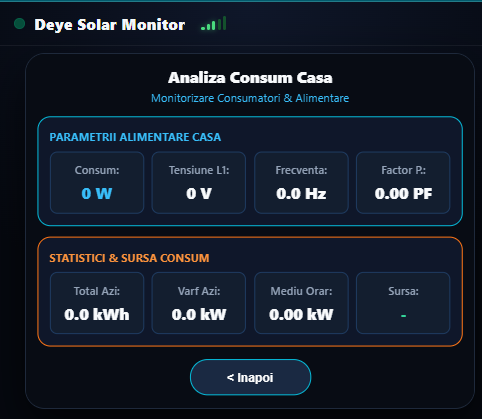 Deye Solar Monitor
Analiza Consum Casa
Monitorizare Consumatori & Alimentare
PARAMETRII ALIMENTARE CASA
Consum: Tensiune L1: Frecventa: Factor P.:
0 W 0 V 0.0 Hz 0.00 PF
STATISTICI & SURSA CONSUM
Total Azi: Varf Azi: Mediu Orar: Sursa:
0.0 kWh 0.0 kW 0.00 kW -
< Inapoi